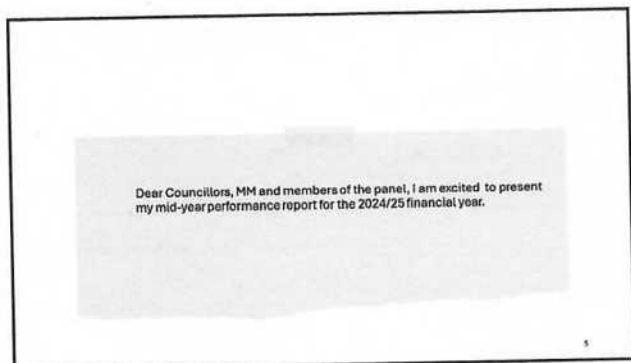 Dear Councillors, MM and members of the panel, I am excited to present
my mid-year performance report for the 2024/25 financial year.
5